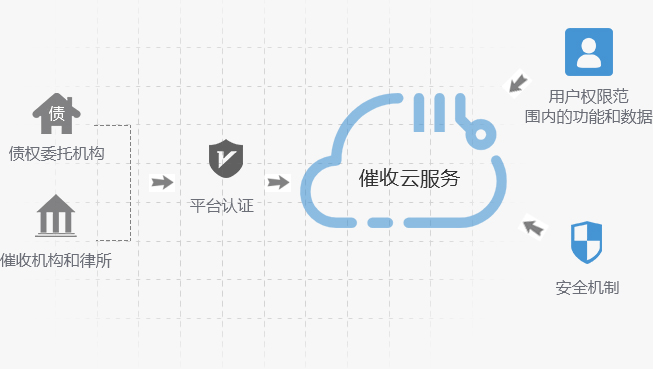 用户权限范
围内的功能和数据
债
债权委托机构
平台认证
催收云服务
催收机构和律所
安全机制